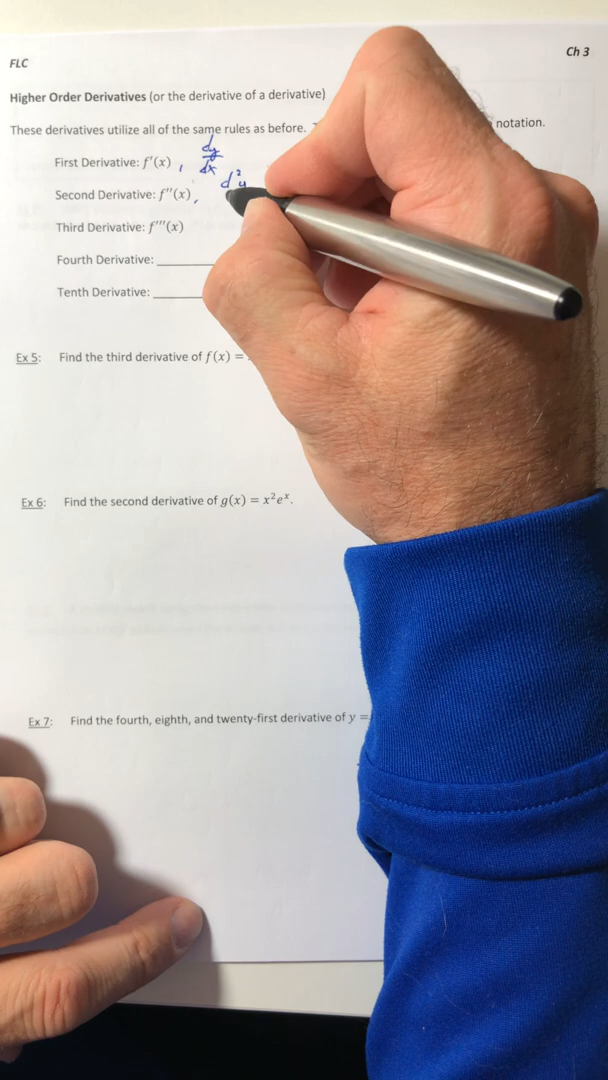 FLC
Ch 3
Higher Order Derivatives (or the derivative of a derivative)
These derivatives utilize all of the same rules as before. notation.
First Derivative: f′(x) , dy/dx
Second Derivative: f″(x), d²y
Third Derivative: f‴(x)
Fourth Derivative: ________
Tenth Derivative: ________
Ex 5: Find the third derivative of f(x) =
Ex 6: Find the second derivative of g(x) = x²eˣ.
Ex 7: Find the fourth, eighth, and twenty-first derivative of y =